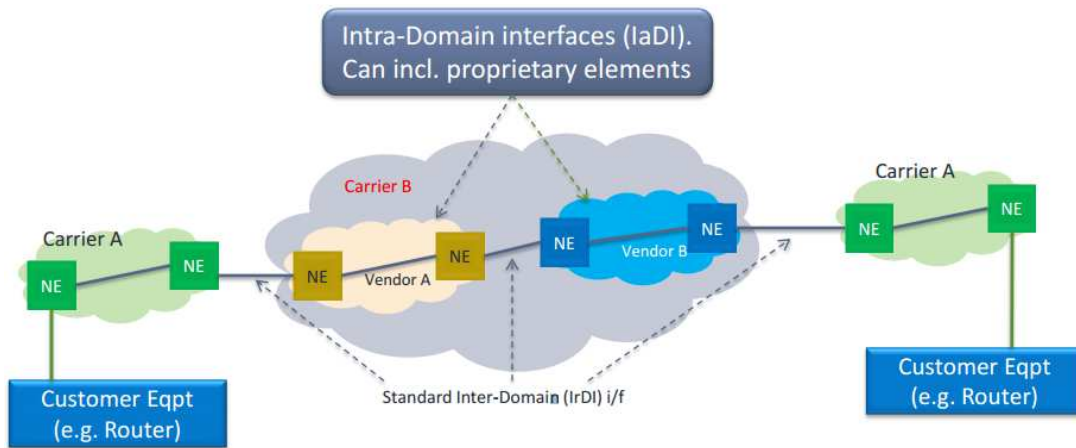 Intra-Domain interfaces (IaDI).
Can incl. proprietary elements
Carrier B
Carrier A
Carrier A
NE
NE
NE
NE
NE
NE
NE
NE
Vendor A
Vendor B
Customer Eqpt
(e.g. Router)
Standard Inter-Domain (IrDI) i/f
Customer Eqpt
(e.g. Router)